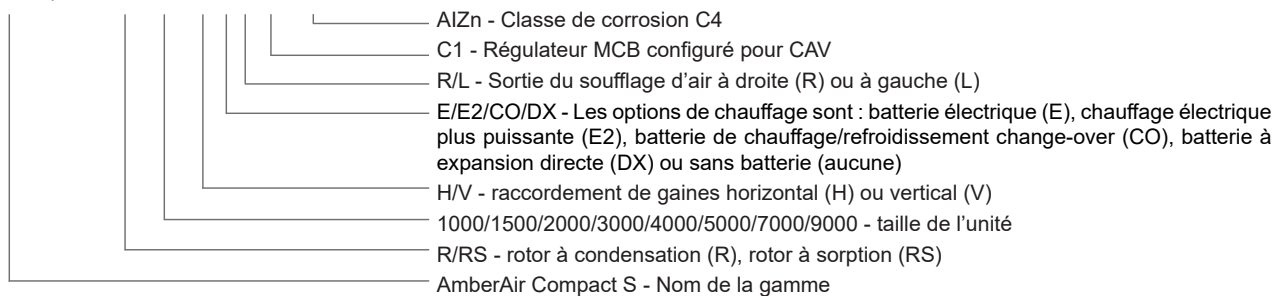 AlZn - Classe de corrosion C4
C1 - Régulateur MCB configuré pour CAV
R/L - Sortie du soufflage d’air à droite (R) ou à gauche (L)
E/E2/CO/DX - Les options de chauffage sont : batterie électrique (E), chauffage électrique
plus puissante (E2), batterie de chauffage/refroidissement change-over (CO), batterie à
expansion directe (DX) ou sans batterie (aucune)
H/V - raccordement de gaines horizontal (H) ou vertical (V)
1000/1500/2000/3000/4000/5000/7000/9000 - taille de l’unité
R/RS - rotor à condensation (R), rotor à sorption (RS)
AmberAir Compact S - Nom de la gamme